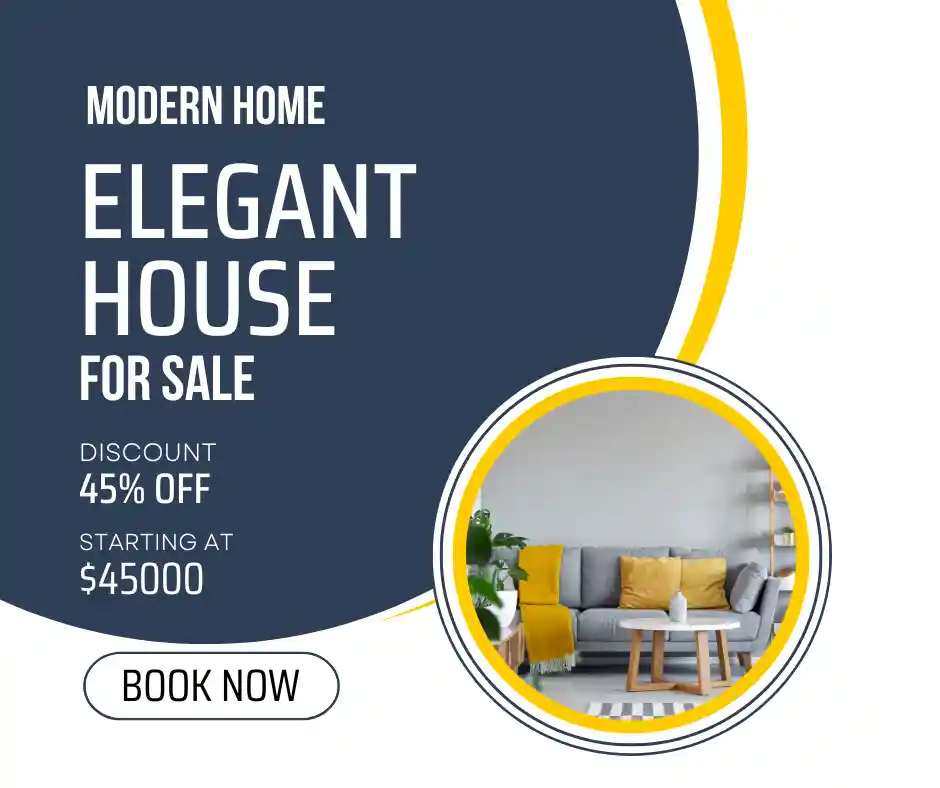 MODERN HOME
ELEGANT
HOUSE
FOR SALE
DISCOUNT
45% OFF
STARTING AT
$45000
BOOK NOW